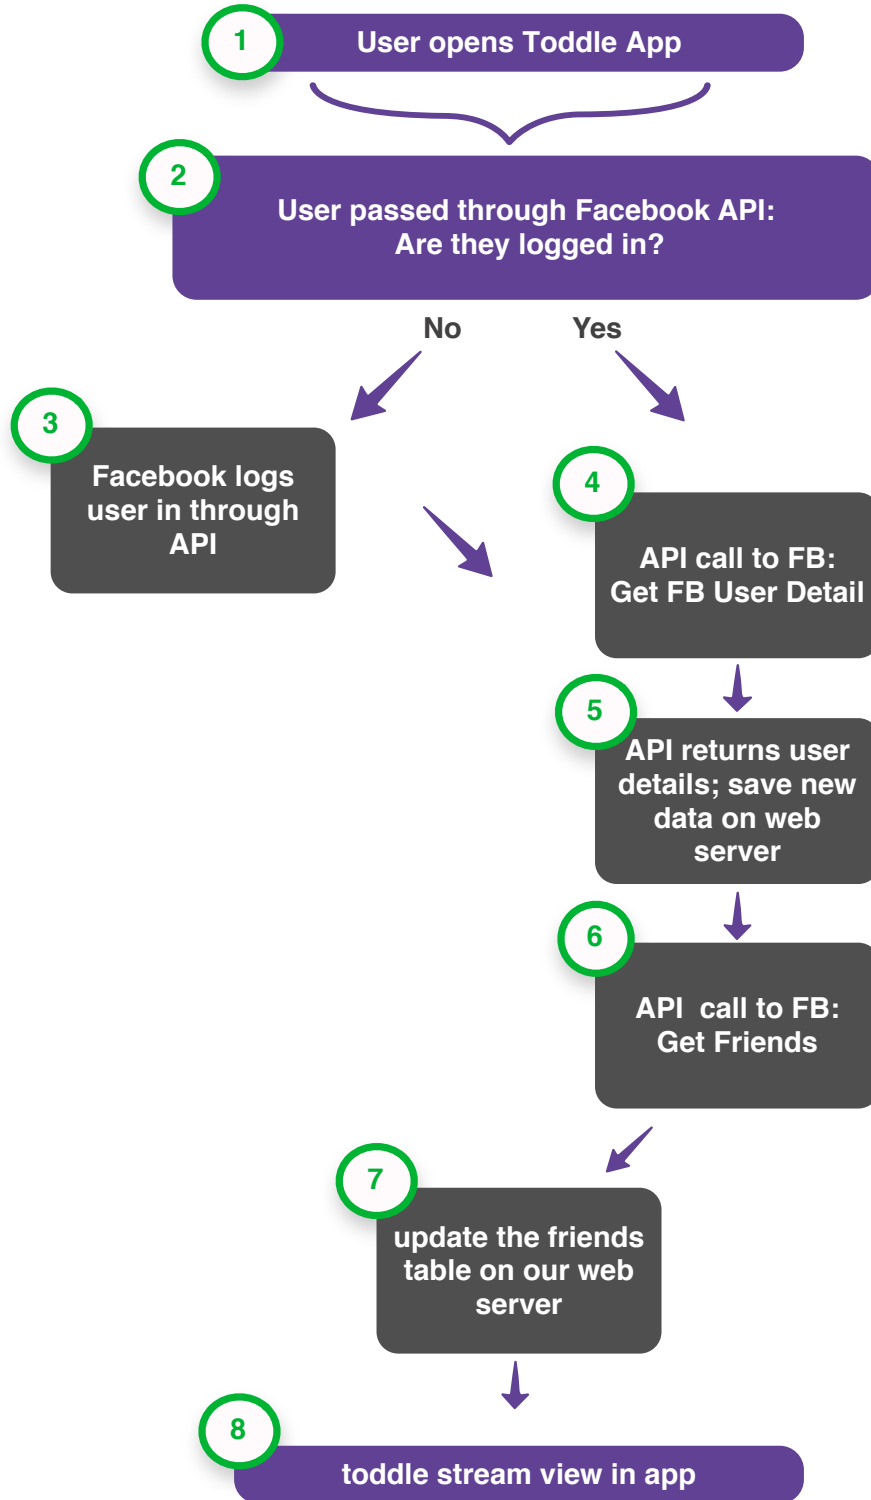 1
User opens Toddle App
2
User passed through Facebook API:
Are they logged in?
No
Yes
3
Facebook logs
user in through
API
4
API call to FB:
Get FB User Detail
5
API returns user
details; save new
data on web
server
6
API  call to FB:
Get Friends
7
update the friends
table on our web
server
8
toddle stream view in app